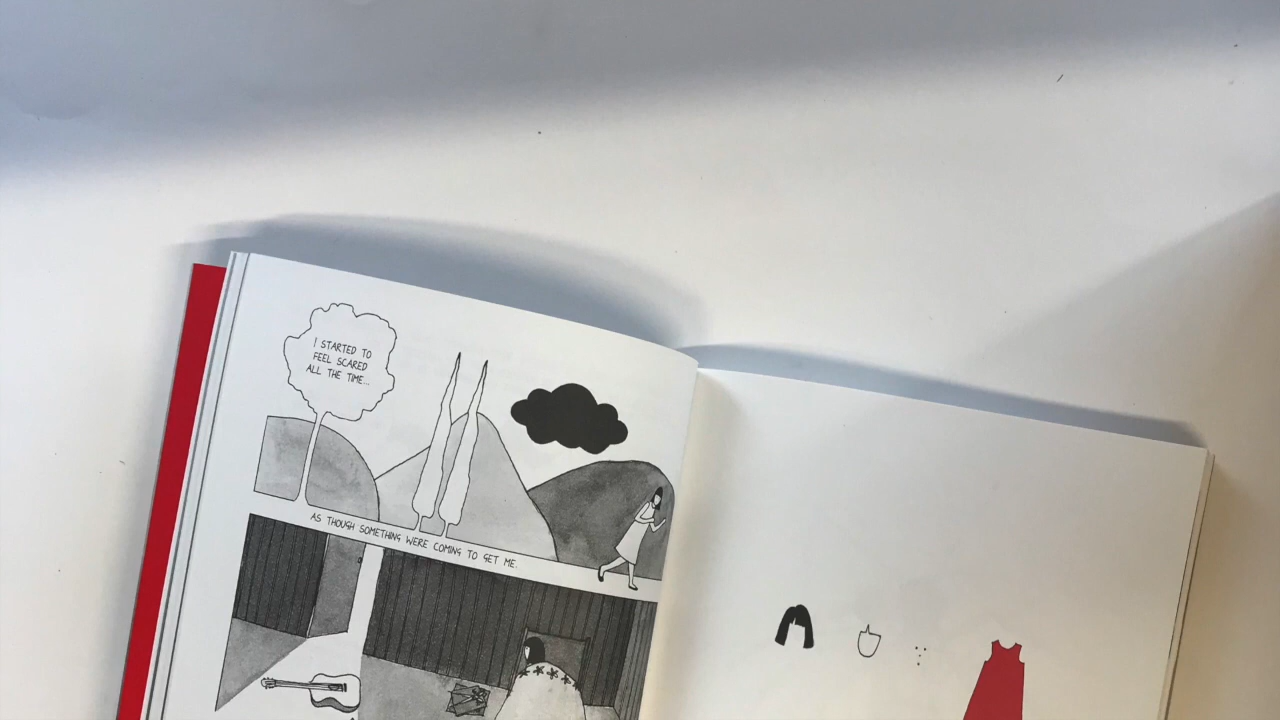 I STARTED TO
FEEL SCARED
ALL THE TIME...
AS THOUGH SOMETHING WERE COMING TO GET ME.